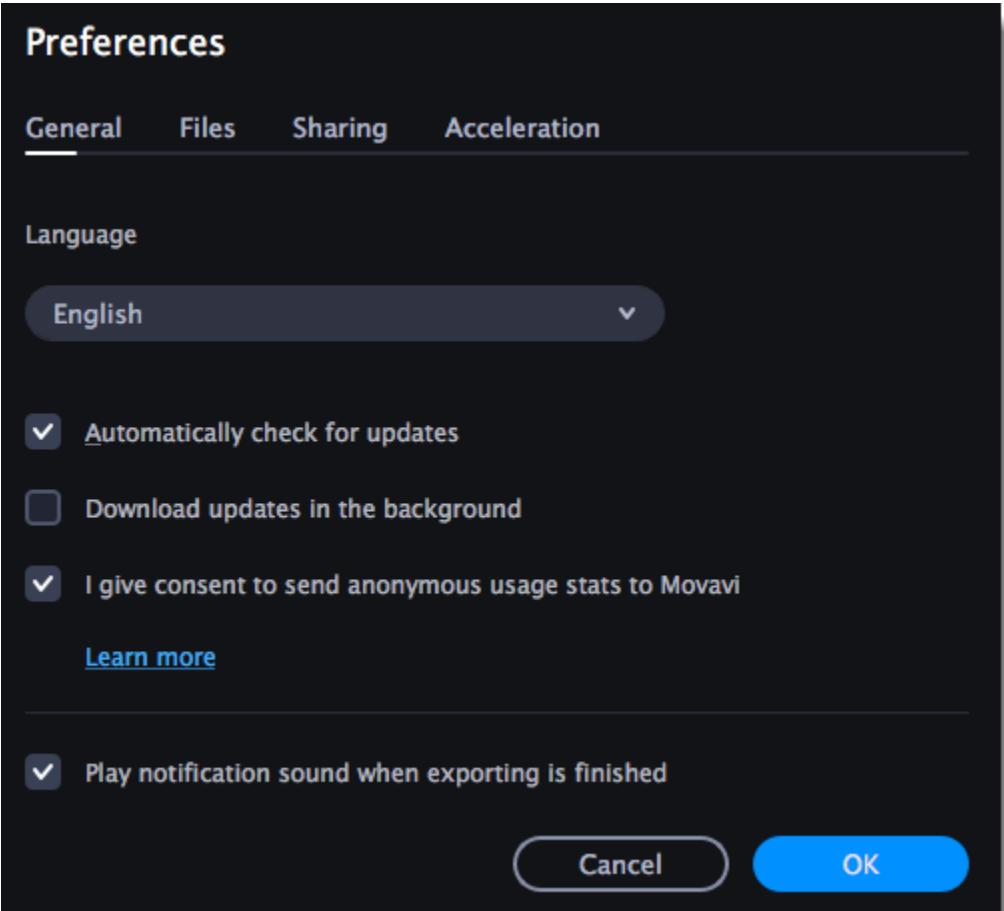 Preferences
General Files Sharing Acceleration
Language
English
Automatically check for updates
Download updates in the background
I give consent to send anonymous usage stats to Movavi
Learn more
Play notification sound when exporting is finished
Cancel OK